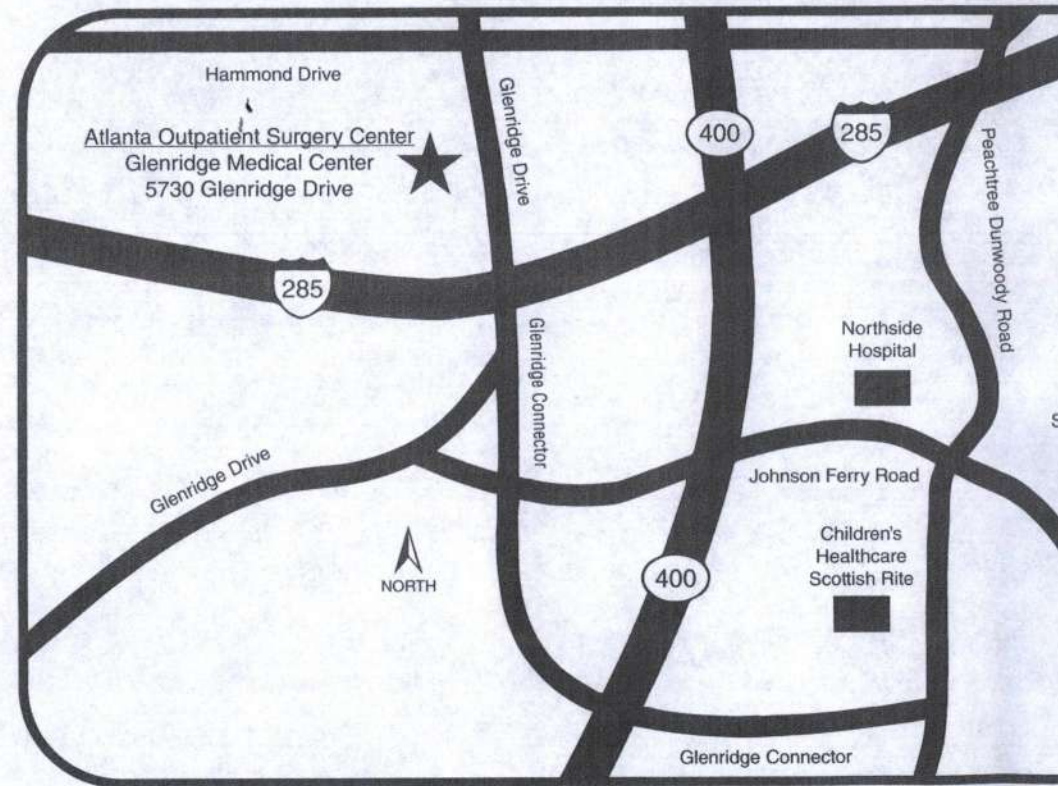 Hammond Drive
Atlanta Outpatient Surgery Center
Glenridge Medical Center
5730 Glenridge Drive
Glenridge Drive
400
285
Peachtree Dunwoody Road
285
Glenridge Connector
Northside
Hospital
Glenridge Drive
Johnson Ferry Road
NORTH
400
Children's
Healthcare
Scottish Rite
Glenridge Connector
S